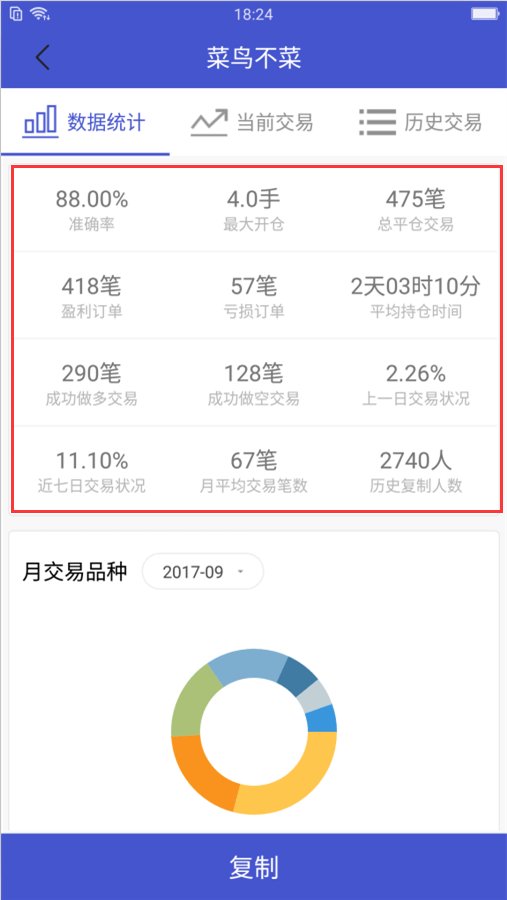 18:24
菜鸟不菜
数据统计 当前交易 历史交易
88.00% 4.0手 475笔
准确率 最大开仓 总平仓交易
418笔 57笔 2天03时10分
盈利订单 亏损订单 平均持仓时间
290笔 128笔 2.26%
成功做多交易 成功做空交易 上一日交易状况
11.10% 67笔 2740人
近七日交易状况 月平均交易笔数 历史复制人数
月交易品种 2017-09
复制